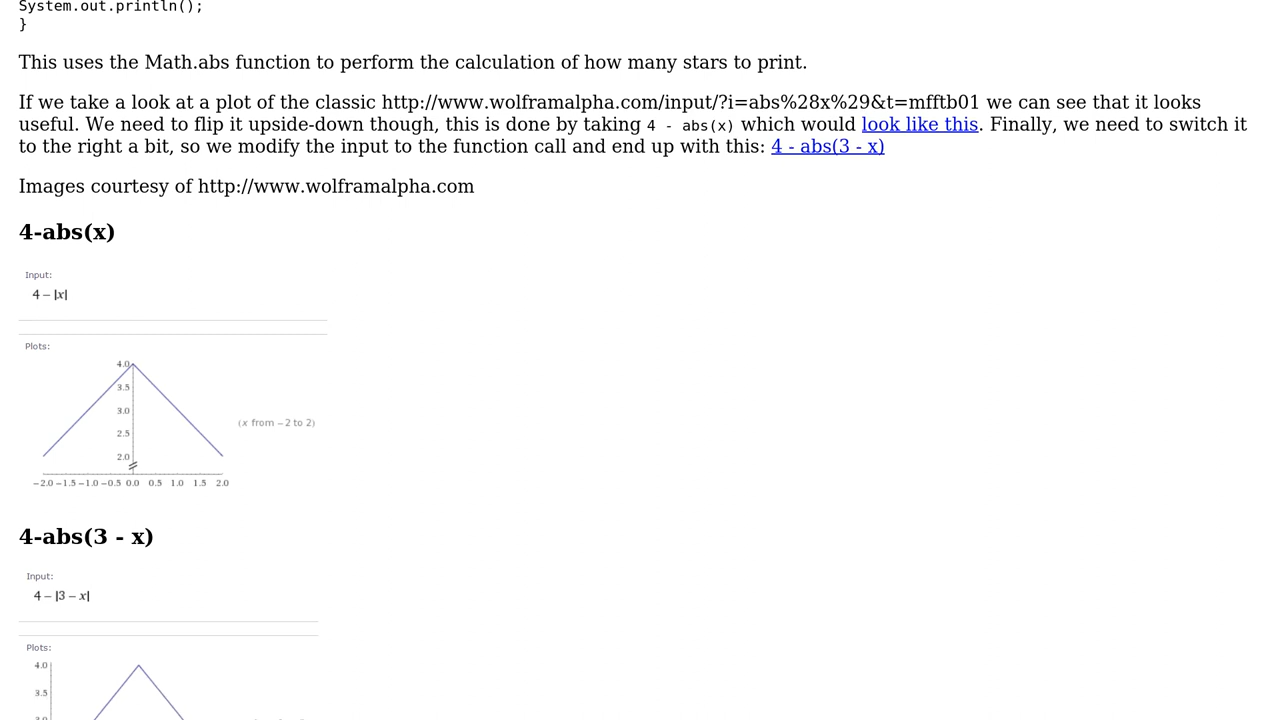 System.out.println();
}
This uses the Math.abs function to perform the calculation of how many stars to print.
If we take a look at a plot of the classic http://www.wolframalpha.com/input/?i=abs%28x%29&t=mfftb01 we can see that it looks
useful. We need to flip it upside-down though, this is done by taking 4 - abs(x) which would look like this. Finally, we need to switch it
to the right a bit, so we modify the input to the function call and end up with this: 4 - abs(3 - x)
Images courtesy of http://www.wolframalpha.com
4-abs(x)
Input:
4 – |x|
Plots:
4.0
3.5
3.0
(x from –2 to 2)
2.5
2.0
−2.0 −1.5 −1.0 −0.5 0.0 0.5 1.0 1.5 2.0
4-abs(3 - x)
Input:
4 – |3 – x|
Plots:
4.0
3.5